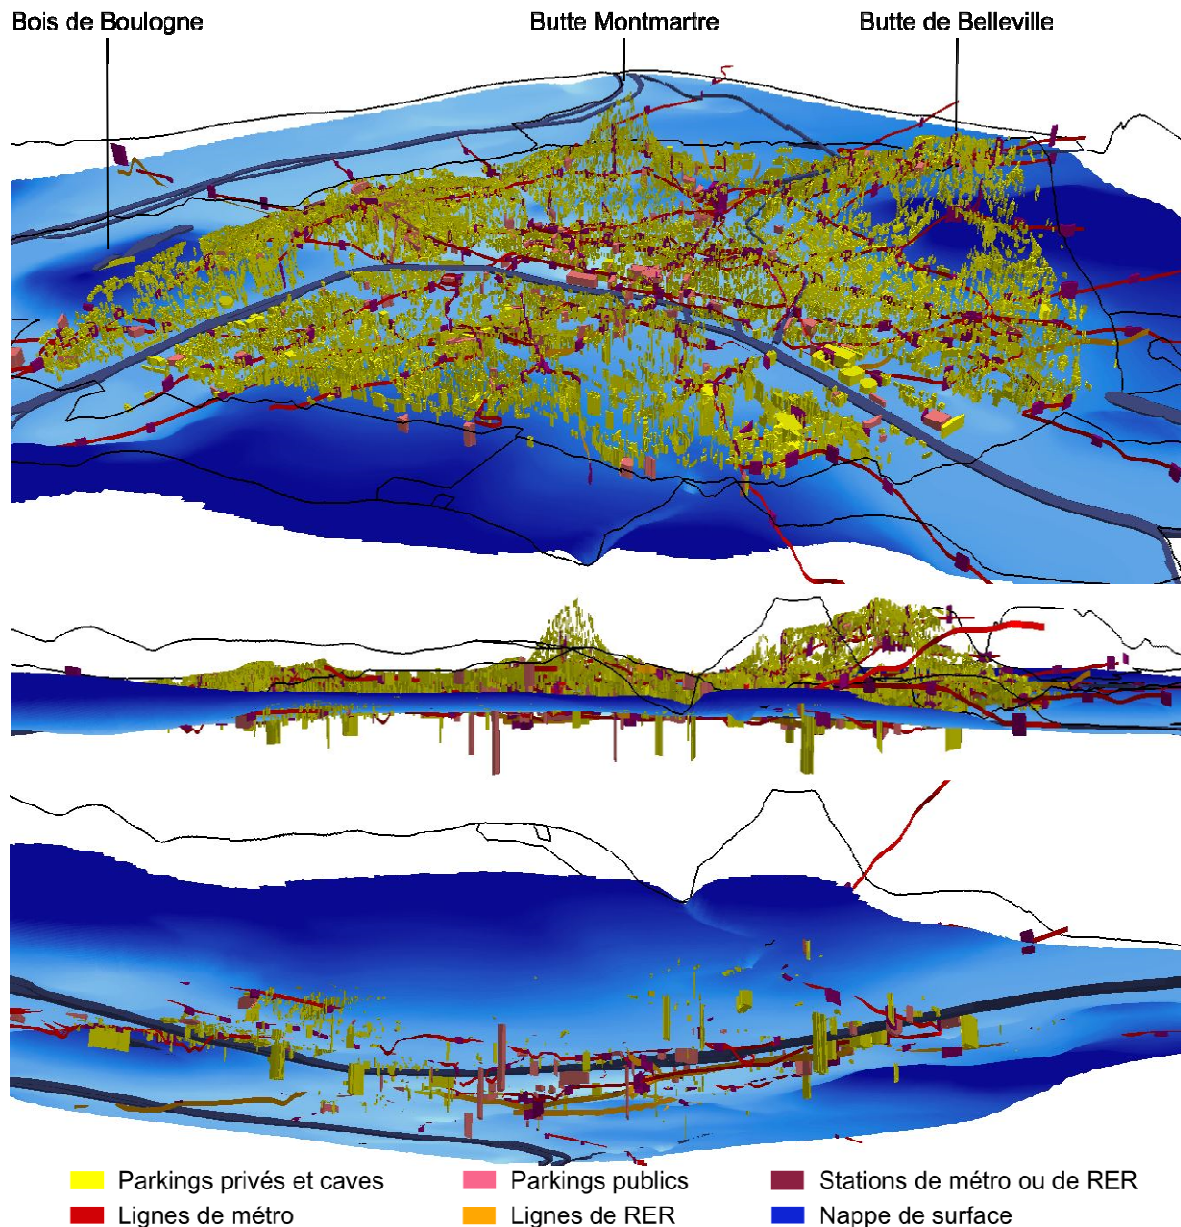 Bois de Boulogne
Butte Montmartre
Butte de Belleville
Parkings privés et caves
Parkings publics
Stations de métro ou de RER
Lignes de métro
Lignes de RER
Nappe de surface